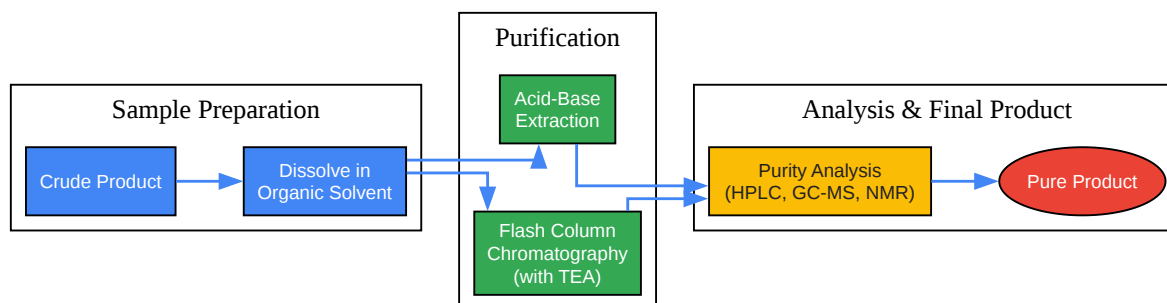 Sample Preparation
Crude Product
Dissolve in
Organic Solvent
Purification
Acid-Base
Extraction
Flash Column
Chromatography
(with TEA)
Analysis & Final Product
Purity Analysis
(HPLC, GC-MS, NMR)
Pure Product